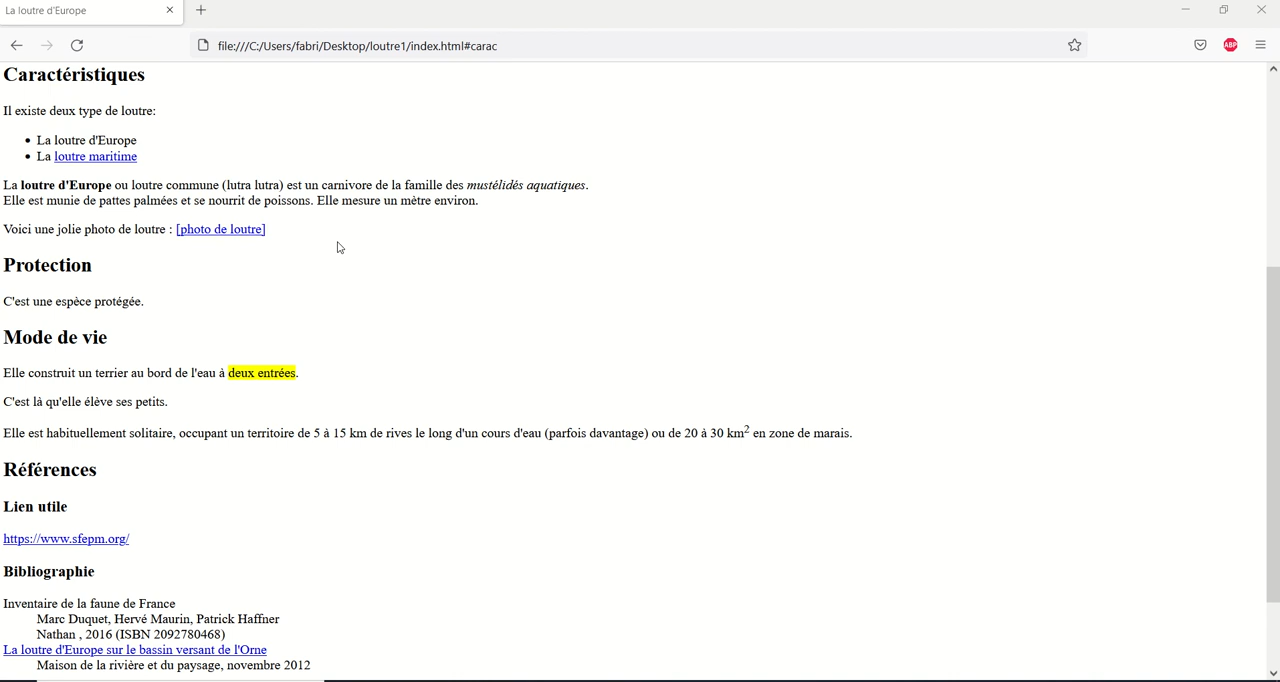 La loutre d'Europe
file:///C:/Users/fabri/Desktop/loutre1/index.html#carac
ABP
Caractéristiques
Il existe deux type de loutre:
• La loutre d'Europe
• La loutre maritime
La loutre d'Europe ou loutre commune (lutra lutra) est un carnivore de la famille des mustélidés aquatiques.
Elle est munie de pattes palmées et se nourrit de poissons. Elle mesure un mètre environ.
Voici une jolie photo de loutre : [photo de loutre]
Protection
C'est une espèce protégée.
Mode de vie
Elle construit un terrier au bord de l'eau à deux entrées.
C'est là qu'elle élève ses petits.
Elle est habituellement solitaire, occupant un territoire de 5 à 15 km de rives le long d'un cours d'eau (parfois davantage) ou de 20 à 30 km² en zone de marais.
Références
Lien utile
https://www.sfepm.org/
Bibliographie
Inventaire de la faune de France
Marc Duquet, Hervé Maurin, Patrick Haffner
Nathan , 2016 (ISBN 2092780468)
La loutre d'Europe sur le bassin versant de l'Orne
Maison de la rivière et du paysage, novembre 2012